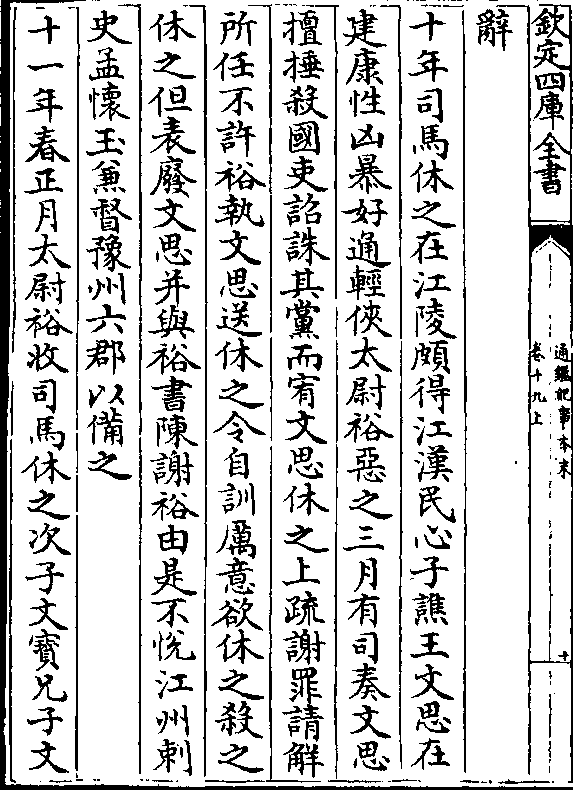 欽定四庫全書
通鑑紀事本末
卷十九上
十
辭
十年司馬休之在江陵頗得江漢民心子譙王文思在
建康性凶暴好通輕俠太尉裕惡之三月有司奏文思
擅捶殺國吏詔誅其黨而宥文思休之上疏謝罪請解
所任不許裕執文思送休之令自訓厲意欲休之殺之
休之但表廢文思并與裕書陳謝裕由是不悅江州刺
史孟懷玉兼督豫州六郡以備之
十一年春正月太尉裕收司馬休之次子文寶兄子文